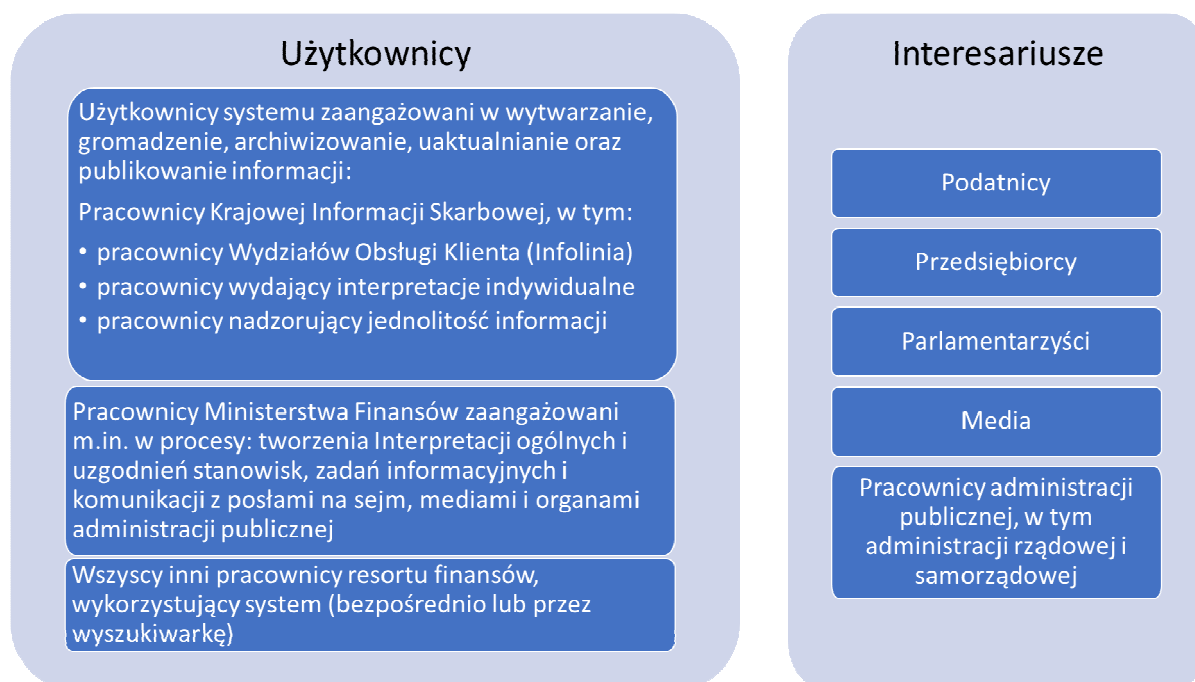 Użytkownicy
Użytkownicy systemu zaangażowani w wytwarzanie,
gromadzenie, archiwizowanie, uaktualnianie oraz
publikowanie informacji:
Pracownicy Krajowej Informacji Skarbowej, w tym:
• pracownicy Wydziałów Obsługi Klienta (Infolinia)
• pracownicy wydający interpretacje indywidualne
• pracownicy nadzorujący jednolitość informacji
Pracownicy Ministerstwa Finansów zaangażowani
m.in. w procesy: tworzenia Interpretacji ogólnych i
uzgodnień stanowisk, zadań informacyjnych i
komunikacji z posłami na sejm, mediami i organami
administracji publicznej
Wszyscy inni pracownicy resortu finansów,
wykorzystujący system (bezpośrednio lub przez
wyszukiwarkę)
Interesariusze
Podatnicy
Przedsiębiorcy
Parlamentarzyści
Media
Pracownicy administracji
publicznej, w tym
administracji rządowej i
samorządowej